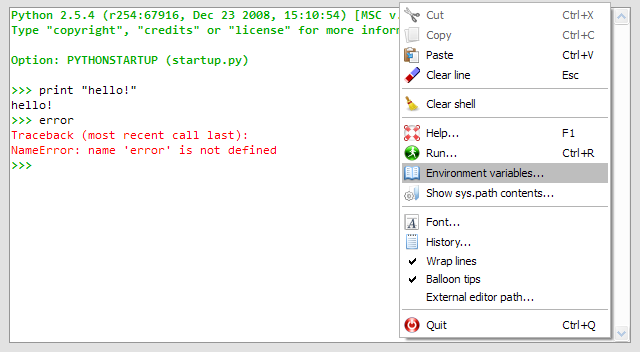 Python 2.5.4 (r254:67916, Dec 23 2008, 15:10:54) [MSC v.
Type "copyright", "credits" or "license" for more inform
Option: PYTHONSTARTUP (startup.py)
>>> print "hello!"
hello!
>>> error
Traceback (most recent call last):
NameError: name 'error' is not defined
>>>
Cut Ctrl+X
Copy Ctrl+C
Paste Ctrl+V
Clear line Esc
Clear shell
Help... F1
Run... Ctrl+R
Environment variables...
Show sys.path contents...
Font...
History...
Wrap lines
Balloon tips
External editor path...
Quit Ctrl+Q